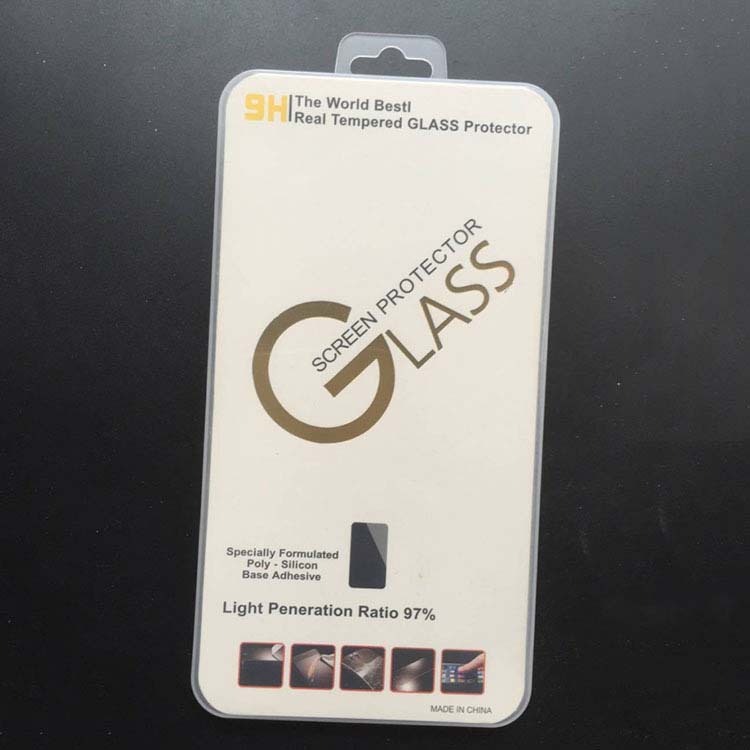 9H
The World Bestl
Real Tempered GLASS Protector
SCREEN PROTECTOR
GLASS
Specially Formulated
Poly - Silicon
Base Adhesive
Light Peneration Ratio 97%
MADE IN CHINA